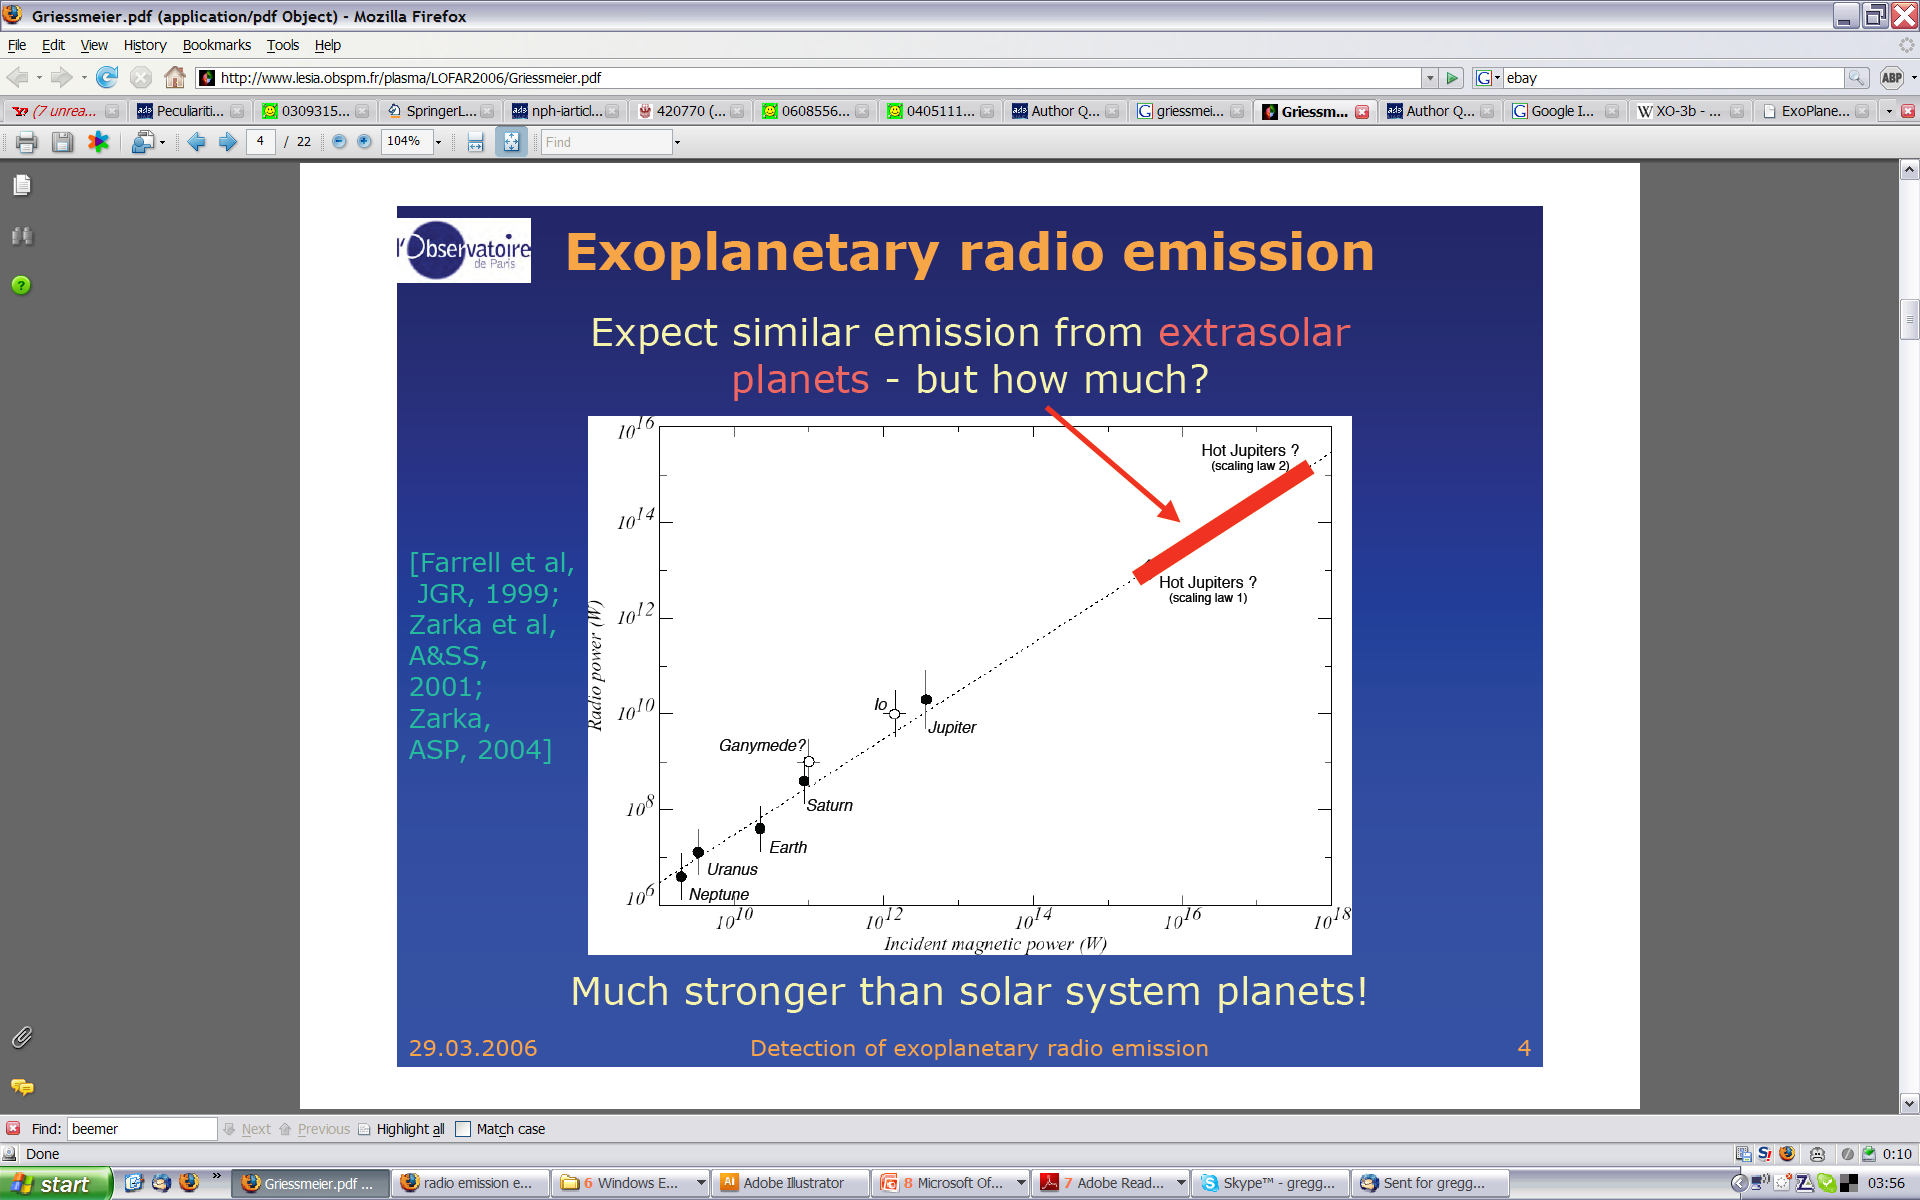 Griessmeier.pdf (application/pdf Object) - Mozilla Firefox
File Edit View History Bookmarks Tools Help
http://www.lesia.obspm.fr/plasma/LOFAR2006/Griessmeier.pdf
G ebay
ABP
(7 unrea... Peculiariti... 0309315... SpringerL... nph-iarticl... 420770 (... 0608556... 0405111... Author Q... griessmei... Griessm... Author Q... Google I... XO-3b - ... ExoPlane...
4 / 22 104% Find
l'Observatoire
de Paris
Exoplanetary radio emission
Expect similar emission from extrasolar
planets - but how much?
[Farrell et al,
JGR, 1999;
Zarka et al,
A&SS,
2001;
Zarka,
ASP, 2004]
Radio power (W)
10^16
10^14
10^12
10^10
10^8
10^6
Hot Jupiters ?
(scaling law 2)
Hot Jupiters ?
(scaling law 1)
Io
Jupiter
Ganymede?
Saturn
Earth
Uranus
Neptune
10^10 10^12 10^14 10^16 10^18
Incident magnetic power (W)
Much stronger than solar system planets!
29.03.2006 Detection of exoplanetary radio emission 4
Find: beemer Next Previous Highlight all Match case
Done 0:10
start Griessmeier.pdf ... radio emission e... 6 Windows E... Adobe Illustrator 8 Microsoft Of... 7 Adobe Read... Skype™ - gregg... Sent for gregg... 03:56